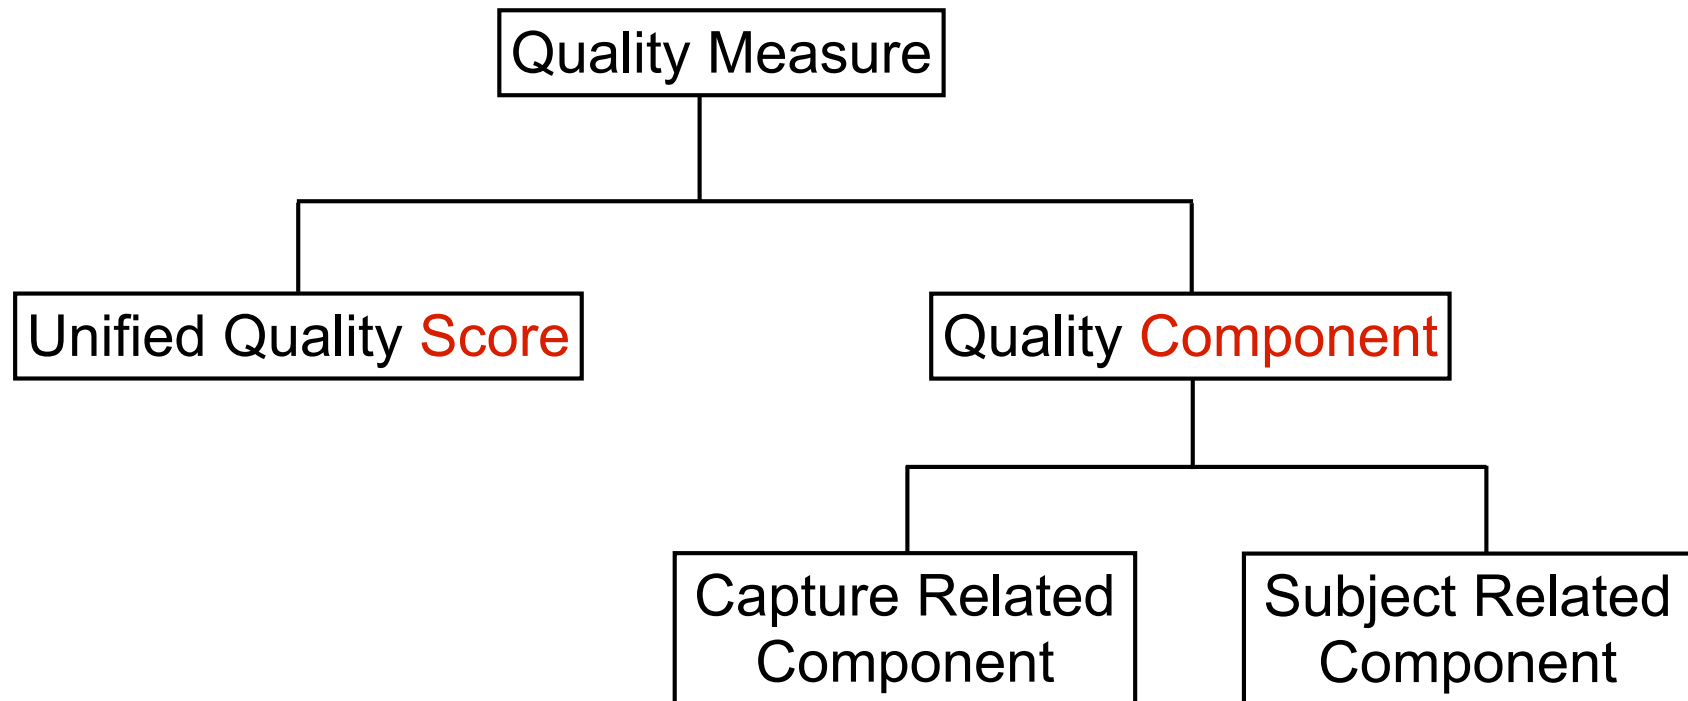 Quality Measure
Unified Quality Score
Quality Component
Capture Related
Component
Subject Related
Component